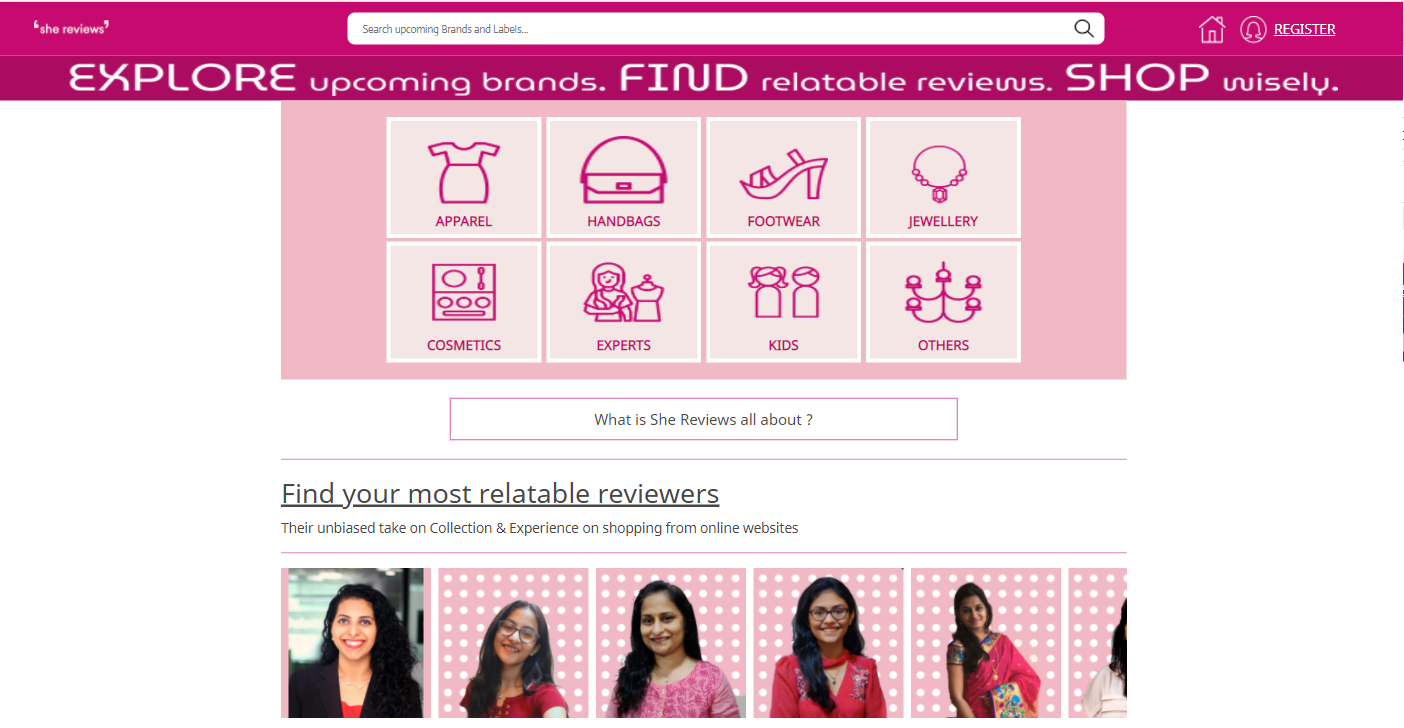 ‘she reviews’
Search upcoming Brands and Labels...
REGISTER
EXPLORE upcoming brands. FIND relatable reviews. SHOP wisely.
APPAREL
HANDBAGS
FOOTWEAR
JEWELLERY
COSMETICS
EXPERTS
KIDS
OTHERS
What is She Reviews all about ?
Find your most relatable reviewers
Their unbiased take on Collection & Experience on shopping from online websites